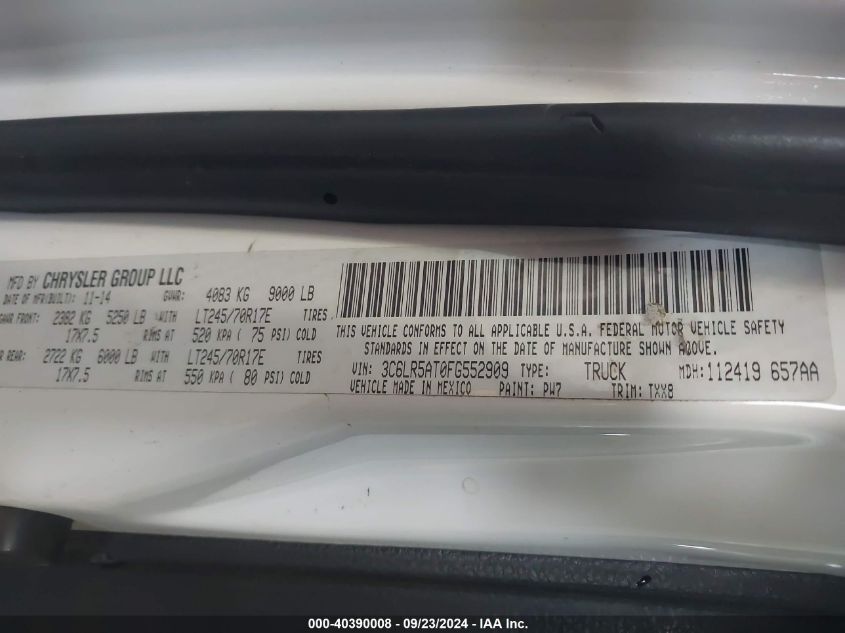 MFD BY CHRYSLER GROUP LLC
DATE OF MFR(BUILT): 11-14 GVWR: 4083 KG 9000 LB
GAWR FRONT: 2382 KG 5250 LB WITH LT245/70R17E TIRES
17X7.5 RIMS AT 520 KPA ( 75 PSI) COLD
R REAR: 2722 KG 6000 LB WITH LT245/70R17E TIRES
17X7.5 RIMS AT 550 KPA ( 80 PSI) COLD
THIS VEHICLE CONFORMS TO ALL APPLICABLE U.S.A. FEDERAL MOTOR VEHICLE SAFETY
STANDARDS IN EFFECT ON THE DATE OF MANUFACTURE SHOWN ABOVE.
VIN: 3C6LR5AT0FG552909 TYPE: TRUCK MDH: 112419 657AA
VEHICLE MADE IN MEXICO PAINT: PW7 TRIM: TXX8
000-40390008 - 09/23/2024 - IAA Inc.